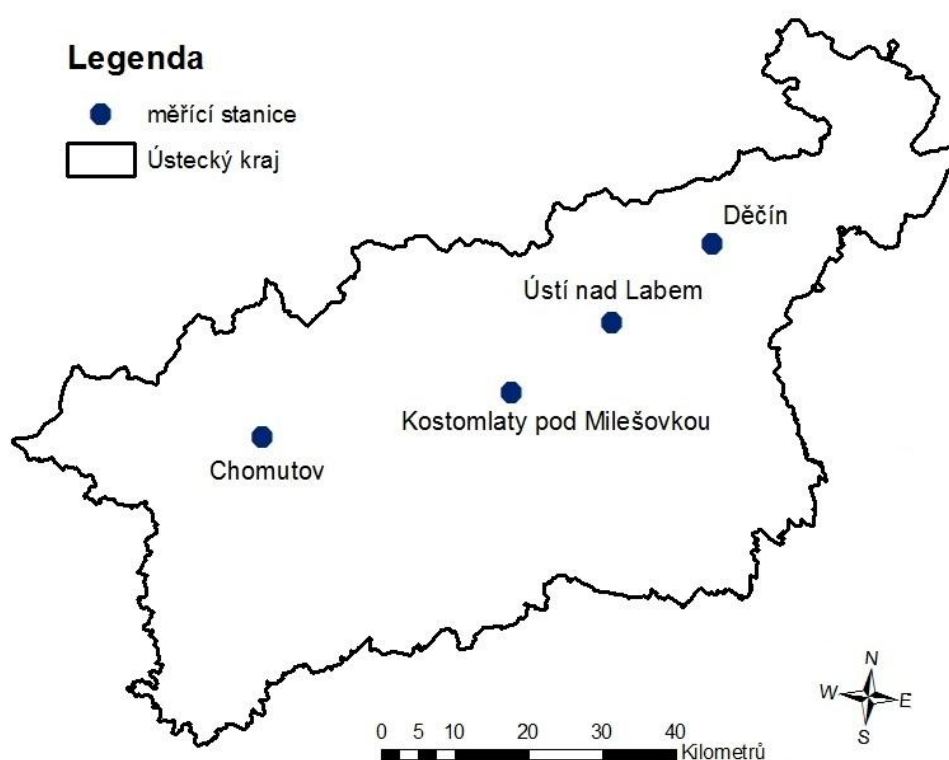 Legenda
měřící stanice
Ústecký kraj
Děčín
Ústí nad Labem
Kostomlaty pod Milešovkou
Chomutov
N
W E
S
0 5 10 20 30 40
Kilometrů